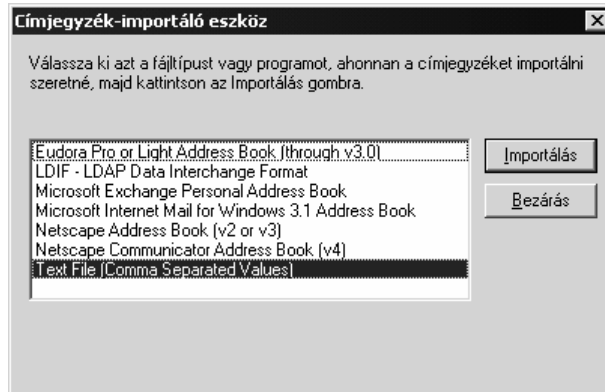 Címjegyzék-importáló eszköz
Válassza ki azt a fájltípust vagy programot, ahonnan a címjegyzéket importálni
szeretné, majd kattintson az Importálás gombra.
Eudora Pro or Light Address Book (through v3.0)
LDIF - LDAP Data Interchange Format
Microsoft Exchange Personal Address Book
Microsoft Internet Mail for Windows 3.1 Address Book
Netscape Address Book (v2 or v3)
Netscape Communicator Address Book (v4)
Text File (Comma Separated Values)
Importálás
Bezárás